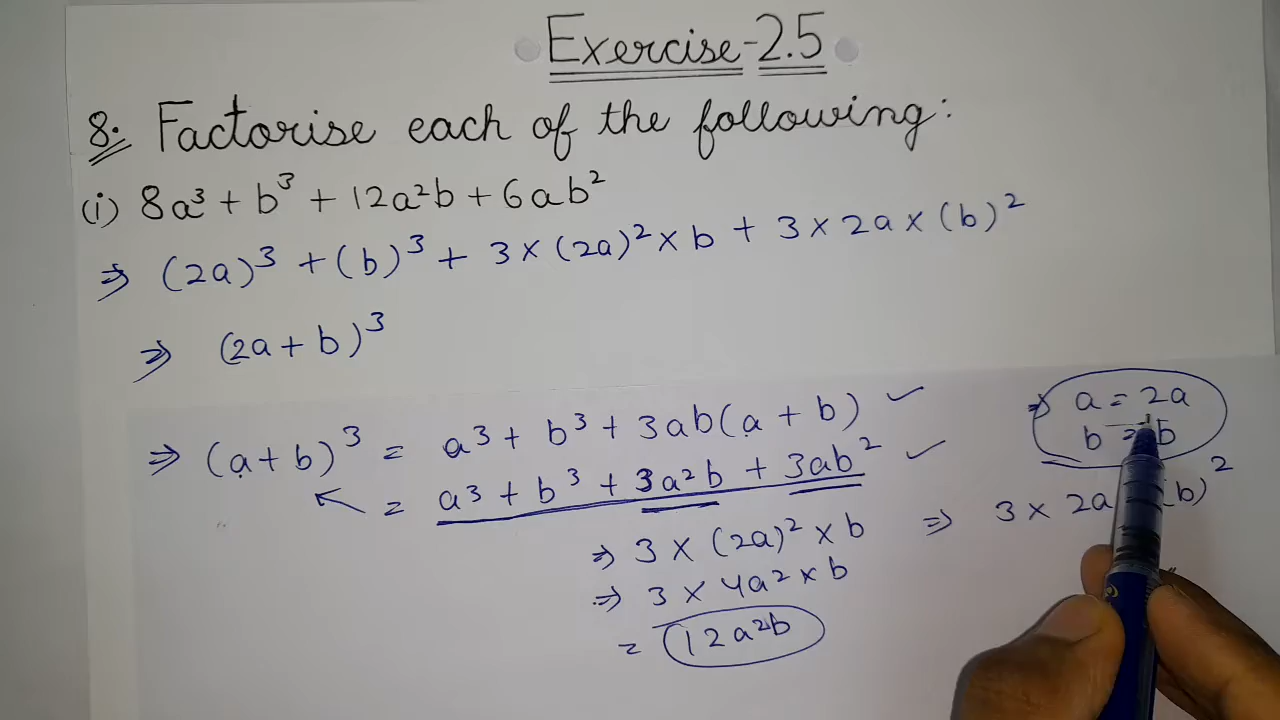 Exercise-2.5
8. Factorise each of the following:
(i) 8a³ + b³ + 12a²b + 6ab²
⇒ (2a)³ + (b)³ + 3 × (2a)² × b + 3 × 2a × (b)²
⇒ (2a + b)³
⇒ (a + b)³ = a³ + b³ + 3ab(a + b) ✓
= a³ + b³ + 3a²b + 3ab² ✓
⇒ a = 2a
b = b
⇒ 3 × (2a)² × b
⇒ 3 × 2a (b)²
⇒ 3 × 4a² × b
= 12a²b